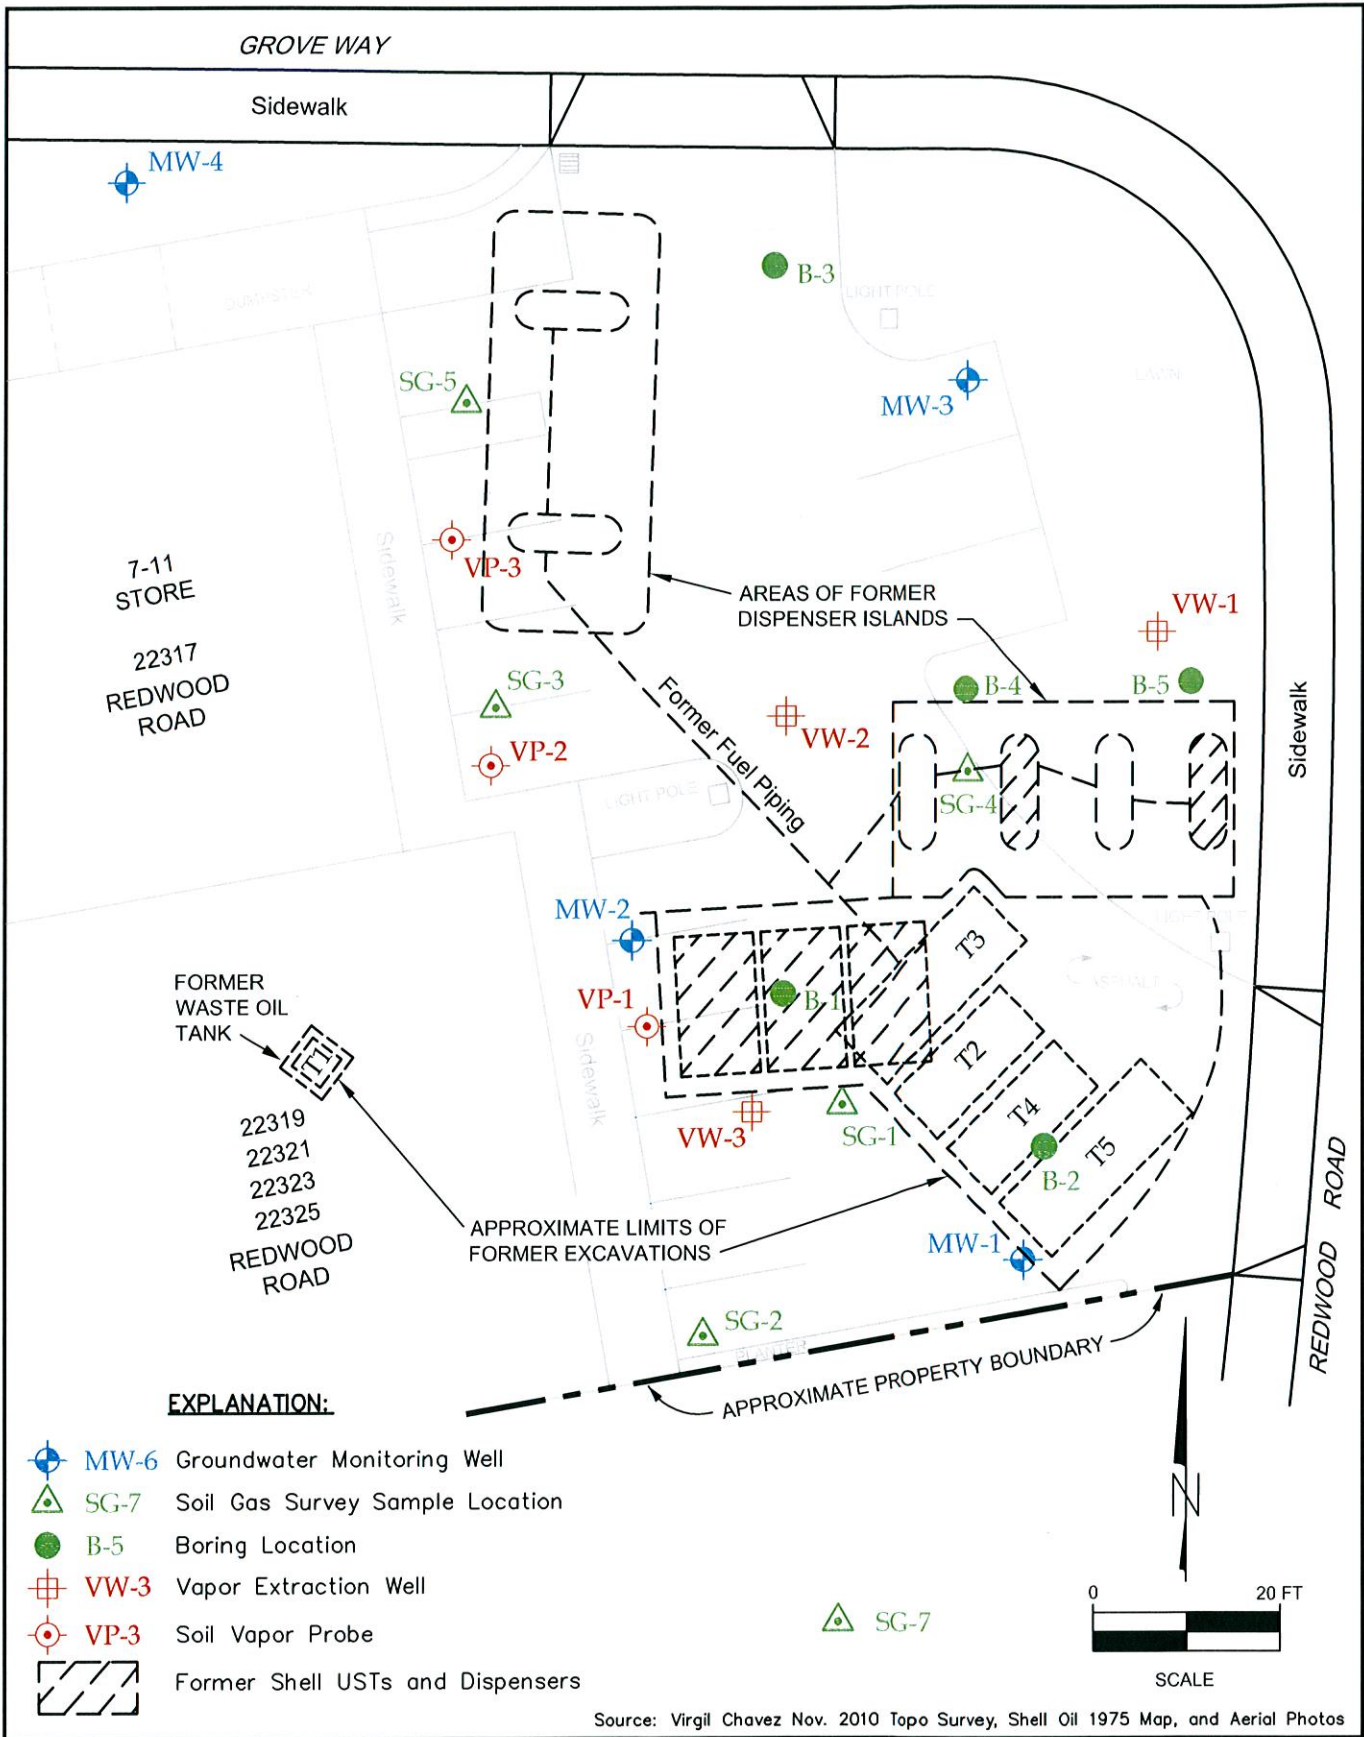 GROVE WAY
Sidewalk
MW-4
B-3
LIGHT POLE
SG-5
MW-3
LAWN
Sidewalk
VP-3
7-11
STORE
22317
REDWOOD
ROAD
AREAS OF FORMER
DISPENSER ISLANDS
VW-1
SG-3
B-4
B-5
Former Fuel Piping
VW-2
VP-2
Sidewalk
LIGHT POLE
SG-4
MW-2
T3
LIGHT POLE
FORMER
WASTE OIL
TANK
VP-1
B-1
ASPHALT
T1
T2
Sidewalk
T4
VW-3
SG-1
T5
B-2
22319
22321
22323
22325
REDWOOD
ROAD
APPROXIMATE LIMITS OF
FORMER EXCAVATIONS
MW-1
REDWOOD ROAD
SG-2
PLANTER
APPROXIMATE PROPERTY BOUNDARY
EXPLANATION:
MW-6 Groundwater Monitoring Well
SG-7 Soil Gas Survey Sample Location
B-5 Boring Location
VW-3 Vapor Extraction Well
VP-3 Soil Vapor Probe
Former Shell USTs and Dispensers
SG-7
N
0 20 FT
SCALE
Source: Virgil Chavez Nov. 2010 Topo Survey, Shell Oil 1975 Map, and Aerial Photos